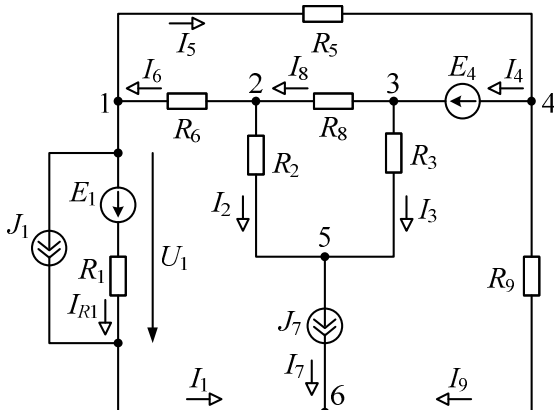 I5 R5
I6 I8 I4
1 2 3 E4 4
R6 R8
R2 R3
E1
J1 I2 5 I3
R1 U1 R9
IR1 J7
I1 I7 I9
6